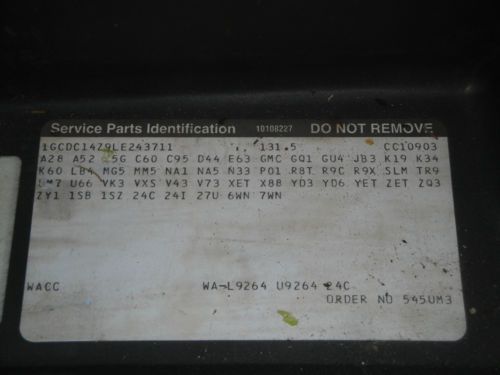 Service Parts Identification 10108227 DO NOT REMOVE
1GCDC14Z9LE243711 131.5 CC10903
A28 A52 C5G C60 C95 D44 E63 GMC GQ1 GU4 JB3 K19 K34
K60 LB4 MG5 MM5 NA1 NA5 N33 P01 R8T R9C R9X SLM TR9
U66 VK3 VXS V43 V73 XET X88 YD3 YD6 YET ZET ZQ3
ZY1 1SB 1SZ 24C 24I 27U 6WN 7WN
WACC WA-L9264 U9264 24C
ORDER NO 545UM3